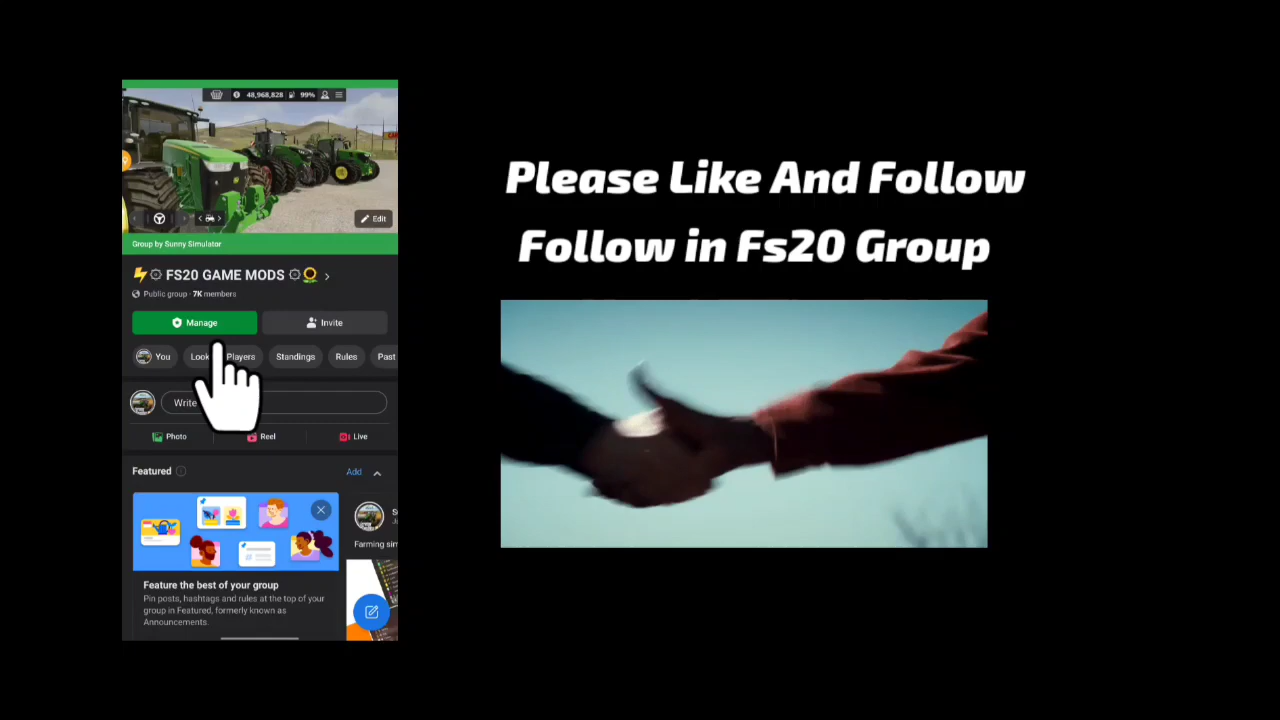 48,968,828 99%
Edit
Group by Sunny Simulator
⚡⚙ FS20 GAME MODS ⚙🌻 >
Public group · 7K members
Manage
Invite
You
Look
Players
Standings
Rules
Past
Write
Photo
Reel
Live
Featured
Add
Farming sim
Feature the best of your group
Pin posts, hashtags and rules at the top of your
group in Featured, formerly known as
Announcements.
Please Like And Follow
Follow in Fs20 Group